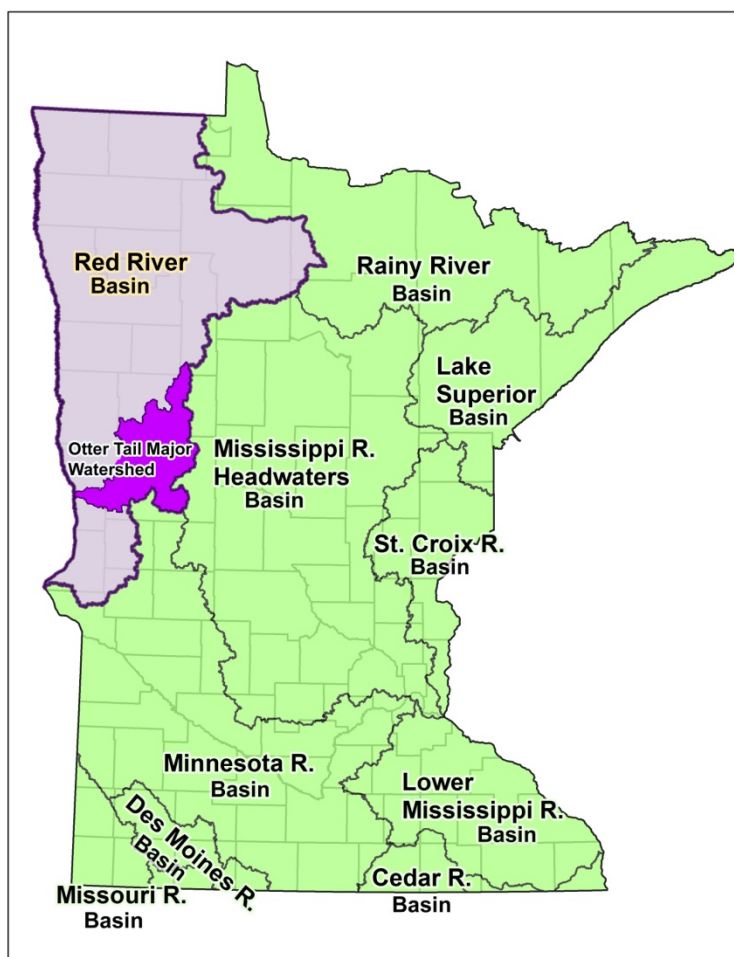 Red River
Basin
Rainy River
Basin
Lake
Superior
Basin
Otter Tail Major
Watershed
Mississippi R.
Headwaters
Basin
St. Croix R.
Basin
Minnesota R.
Basin
Lower
Mississippi R.
Basin
Des Moines R.
Basin
Missouri R.
Basin
Cedar R.
Basin